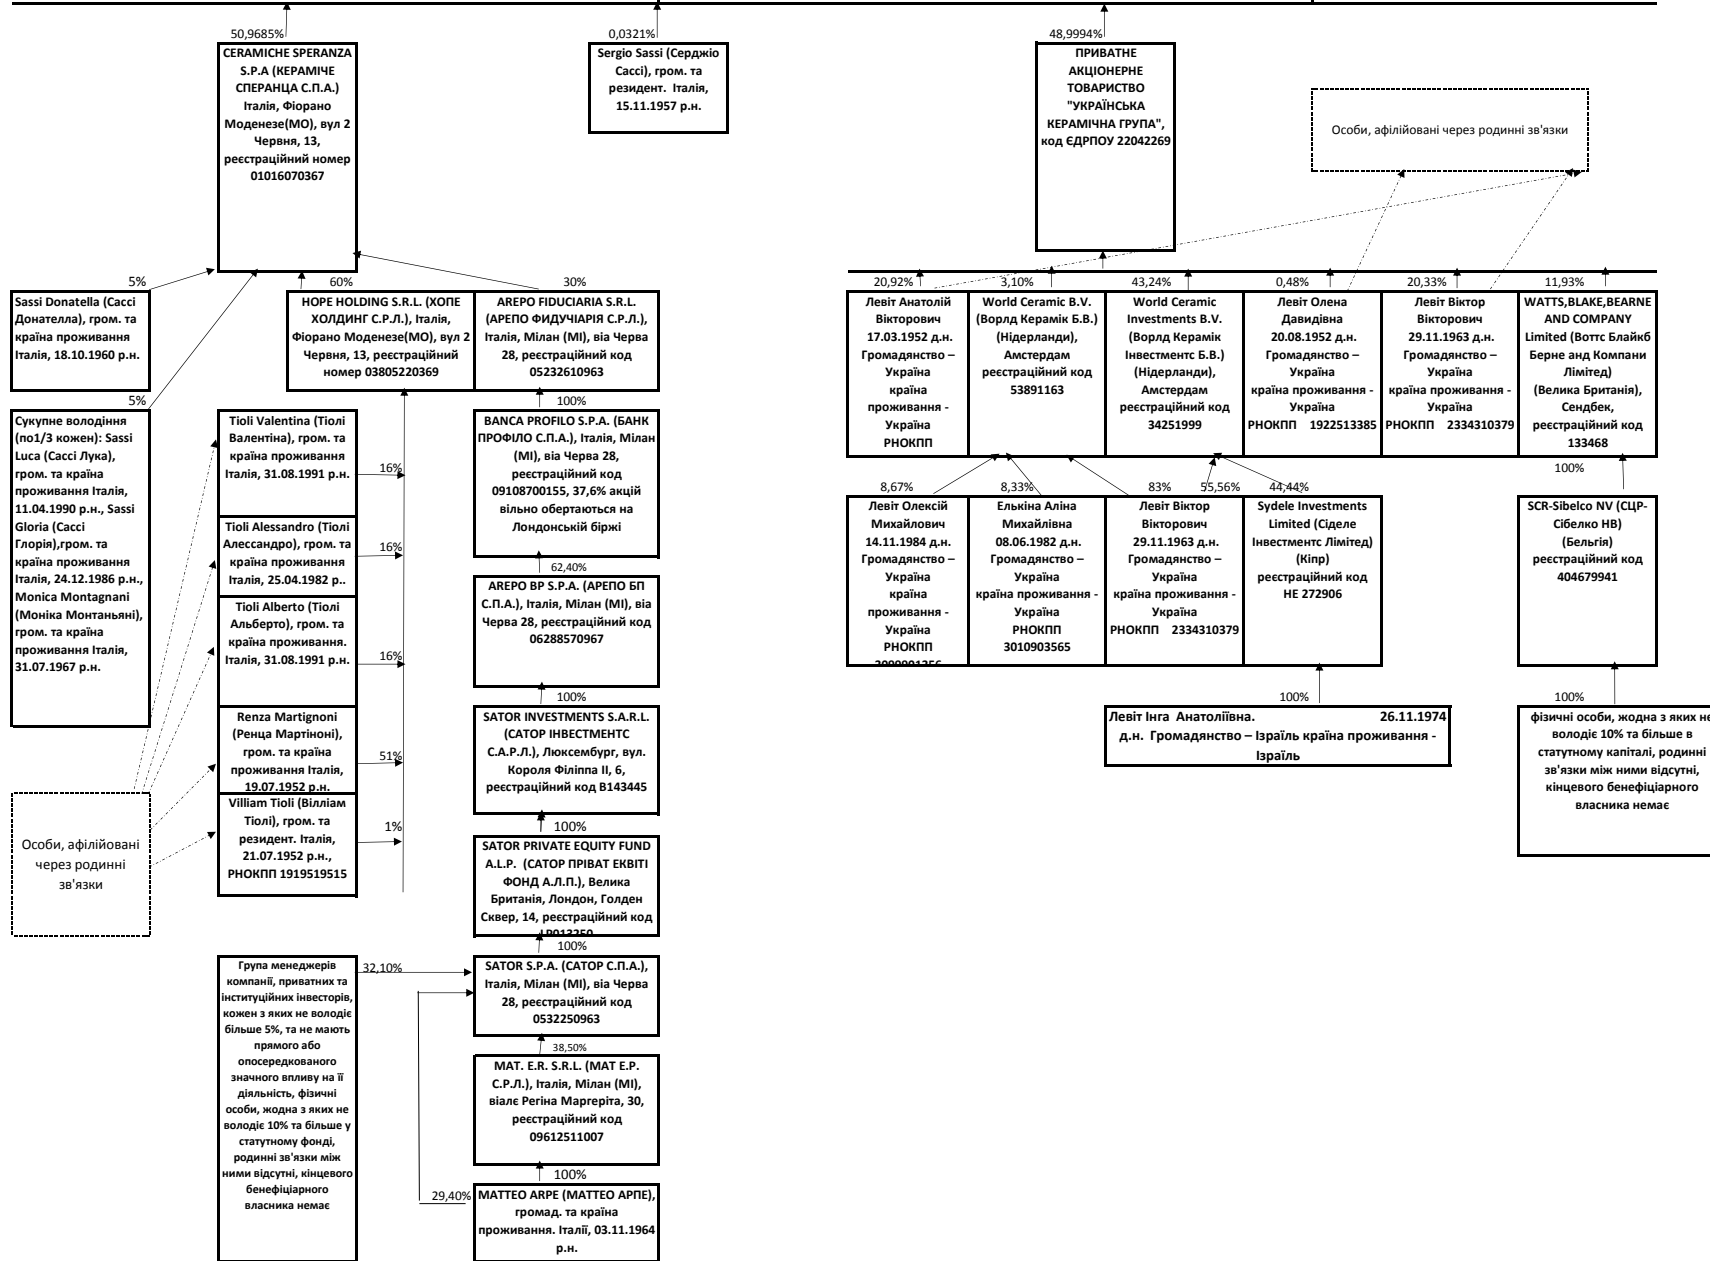 50,9685%
CERAMICHE SPERANZA
S.P.A (КЕРАМІЧЕ
СПЕРАНЦА С.П.А.)
Італія, Фіорано
Моденезе(МО), вул 2
Червня, 13,
реєстраційний номер
01016070367
0,0321%
Sergio Sassi (Серджіо
Сассі), гром. та
резидент. Італія,
15.11.1957 р.н.
48,9994%
ПРИВАТНЕ
АКЦІОНЕРНЕ
ТОВАРИСТВО
"УКРАЇНСЬКА
КЕРАМІЧНА ГРУПА",
код ЄДРПОУ 22042269
Особи, афілійовані через родинні зв'язки
5%
Sassi Donatella (Сассі
Донателла), гром. та
країна проживання
Італія, 18.10.1960 р.н.
60%
HOPE HOLDING S.R.L. (ХОПЕ
ХОЛДИНГ С.Р.Л.), Італія,
Фіорано Моденезе(МО), вул 2
Червня, 13, реєстраційний
номер 03805220369
30%
AREPO FIDUCIARIA S.R.L.
(АРЕПО ФИДУЧІАРІЯ С.Р.Л.),
Італія, Мілан (МІ), віа Черва
28, реєстраційний код
05232610963
20,92%
Левіт Анатолій
Вікторович
17.03.1952 д.н.
Громадянство –
Україна
країна
проживання -
Україна
РНОКПП
3,10%
World Ceramic B.V.
(Ворлд Керамік Б.В.)
(Нідерланди),
Амстердам
реєстраційний код
53891163
43,24%
World Ceramic
Investments B.V.
(Ворлд Керамік
Інвестментс Б.В.)
(Нідерланди),
Амстердам
реєстраційний код
34251999
0,48%
Левіт Олена
Давидівна
20.08.1952 д.н.
Громадянство –
Україна
країна проживання -
Україна
РНОКПП 1922513385
20,33%
Левіт Віктор
Вікторович
29.11.1963 д.н.
Громадянство –
Україна
країна проживання -
Україна
РНОКПП 2334310379
11,93%
WATTS,BLAKE,BEARNE
AND COMPANY
Limited (Воттс Блайкб
Берне анд Компани
Лімітед)
(Велика Британія),
Сендбек,
реєстраційний код
133468
5%
Сукупне володіння
(по1/3 кожен): Sassi
Luca (Сассі Лука),
гром. та країна
проживання Італія,
11.04.1990 р.н., Sassi
Gloria (Сассі
Глорія),гром. та
країна проживання
Італія, 24.12.1986 р.н.,
Monica Montagnani
(Моніка Монтаньяні),
гром. та країна
проживання Італія,
31.07.1967 р.н.
Tioli Valentina (Тіолі
Валентіна), гром. та
країна проживання
Італія, 31.08.1991 р.н.
16%
Tioli Alessandro (Тіолі
Алессандро), гром. та
країна проживання
Італія, 25.04.1982 р..
16%
Tioli Alberto (Тіолі
Альберто), гром. та
країна проживання.
Італія, 31.08.1991 р.н.
16%
Renza Martignoni
(Ренца Мартіноні),
гром. та країна
проживання Італія,
19.07.1952 р.н.
51%
Villiam Tioli (Вілліам
Тіолі), гром. та
резидент. Італія,
21.07.1952 р.н.,
РНОКПП 1919519515
1%
Особи, афілійовані
через родинні
зв'язки
100%
BANCA PROFILO S.P.A. (БАНК
ПРОФІЛО С.П.А.), Італія, Мілан
(МІ), віа Черва 28,
реєстраційний код
09108700155, 37,6% акцій
вільно обертаються на
Лондонській біржі
62,40%
AREPO BP S.P.A. (АРЕПО БП
С.П.А.), Італія, Мілан (МІ), віа
Черва 28, реєстраційний код
06288570967
100%
SATOR INVESTMENTS S.A.R.L.
(САТОР ІНВЕСТМЕНТС
С.А.Р.Л.), Люксембург, вул.
Короля Філіппа II, 6,
реєстраційний код B143445
100%
SATOR PRIVATE EQUITY FUND
A.L.P. (САТОР ПРІВАТ ЕКВІТІ
ФОНД А.Л.П.), Велика
Британія, Лондон, Голден
Сквер, 14, реєстраційний код
100%
SATOR S.P.A. (САТОР С.П.А.),
Італія, Мілан (МІ), віа Черва
28, реєстраційний код
0532250963
38,50%
MAT. E.R. S.R.L. (МАТ Е.Р.
С.Р.Л.), Італія, Мілан (МІ),
віалє Регіна Маргеріта, 30,
реєстраційний код
09612511007
100%
29,40%
MATTEO ARPE (МАТТЕО АРПЕ),
громад. та країна
проживання. Італії, 03.11.1964
р.н.
32,10%
Група менеджерів
компанії, приватних та
інституційних інвесторів,
кожен з яких не володіє
більше 5%, та не мають
прямого або
опосередкованого
значного впливу на її
діяльність, фізичні
особи, жодна з яких не
володіє 10% та більше у
статутному фонді,
родинні зв'язки між
ними відсутні, кінцевого
бенефіціарного
власника немає
8,67%
Левіт Олексій
Михайлович
14.11.1984 д.н.
Громадянство –
Україна
країна
проживання -
Україна
РНОКПП
8,33%
Елькіна Аліна
Михайлівна
08.06.1982 д.н.
Громадянство –
Україна
країна проживання -
Україна
РНОКПП
3010903565
83%
Левіт Віктор
Вікторович
29.11.1963 д.н.
Громадянство –
Україна
країна проживання -
Україна
РНОКПП 2334310379
55,56%
44,44%
Sydele Investments
Limited (Сіделе
Інвестментс Лімітед)
(Кіпр)
реєстраційний код
НЕ 272906
100%
SCR-Sibelco NV (СЦР-
Сібелко НВ)
(Бельгія)
реєстраційний код
404679941
100%
Левіт Інга Анатоліївна. 26.11.1974
д.н. Громадянство – Ізраїль країна проживання -
Ізраїль
100%
фізичні особи, жодна з яких не
володіє 10% та більше в
статутному капіталі, родинні
зв'язки між ними відсутні,
кінцевого бенефіціарного
власника немає